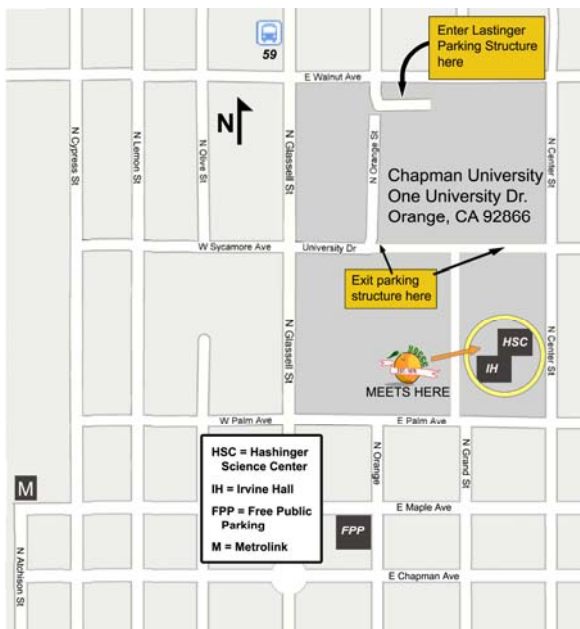 59
Enter Lastinger
Parking Structure
here
E Walnut Ave
N
N Cypress St
N Lemon St
N Olive St
N Glassell St
N Orange St
N Center St
Chapman University
One University Dr.
Orange, CA 92866
W Sycamore Ave
University Dr
Exit parking
structure here
N Glassell St
HSC
IH
N Center St
MEETS HERE
W Palm Ave
E Palm Ave
HSC = Hashinger
Science Center
IH = Irvine Hall
FPP = Free Public
Parking
M = Metrolink
N Orange
N Grand St
M
E Maple Ave
FPP
N Atchison St
E Chapman Ave